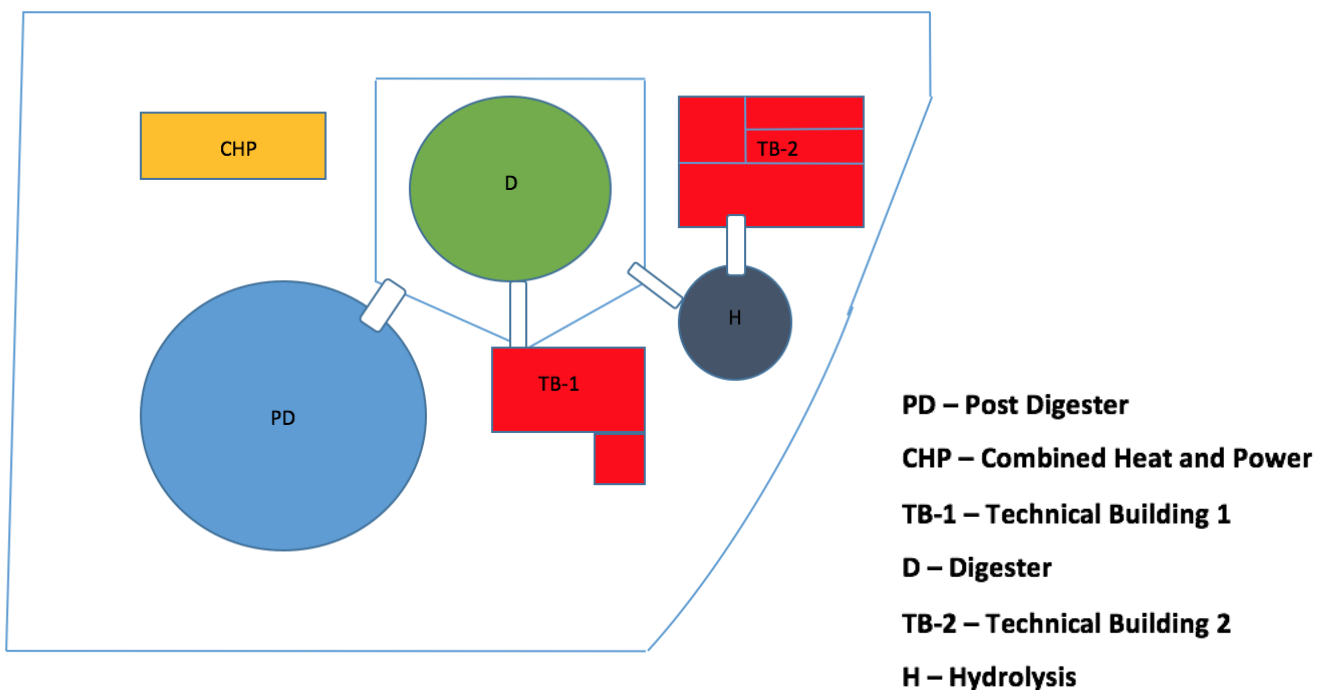 CHP
D
TB-2
H
TB-1
PD
PD – Post Digester
CHP – Combined Heat and Power
TB-1 – Technical Building 1
D – Digester
TB-2 – Technical Building 2
H – Hydrolysis